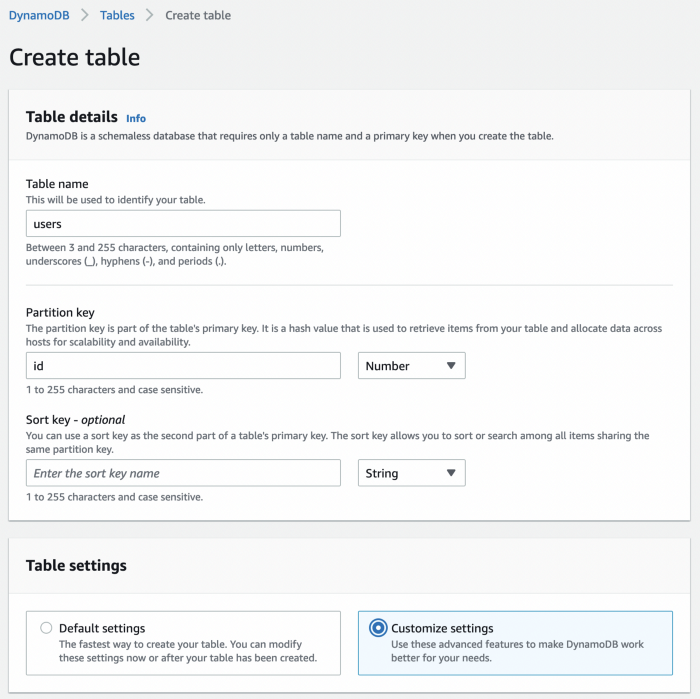 DynamoDB > Tables > Create table
Create table
Table details Info
DynamoDB is a schemaless database that requires only a table name and a primary key when you create the table.
Table name
This will be used to identify your table.
users
Between 3 and 255 characters, containing only letters, numbers,
underscores (_), hyphens (-), and periods (.).
Partition key
The partition key is part of the table's primary key. It is a hash value that is used to retrieve items from your table and allocate data across
hosts for scalability and availability.
id Number
1 to 255 characters and case sensitive.
Sort key - optional
You can use a sort key as the second part of a table's primary key. The sort key allows you to sort or search among all items sharing the
same partition key.
Enter the sort key name String
1 to 255 characters and case sensitive.
Table settings
Default settings
The fastest way to create your table. You can modify
these settings now or after your table has been created.
Customize settings
Use these advanced features to make DynamoDB work
better for your needs.